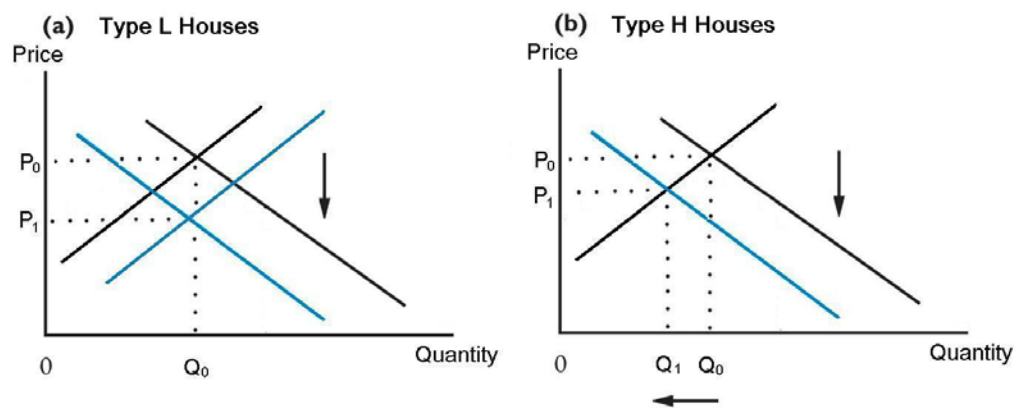 (a) Type L Houses
Price
P₀
P₁
0
Q₀
Quantity
(b) Type H Houses
Price
P₀
P₁
0
Q₁
Q₀
Quantity